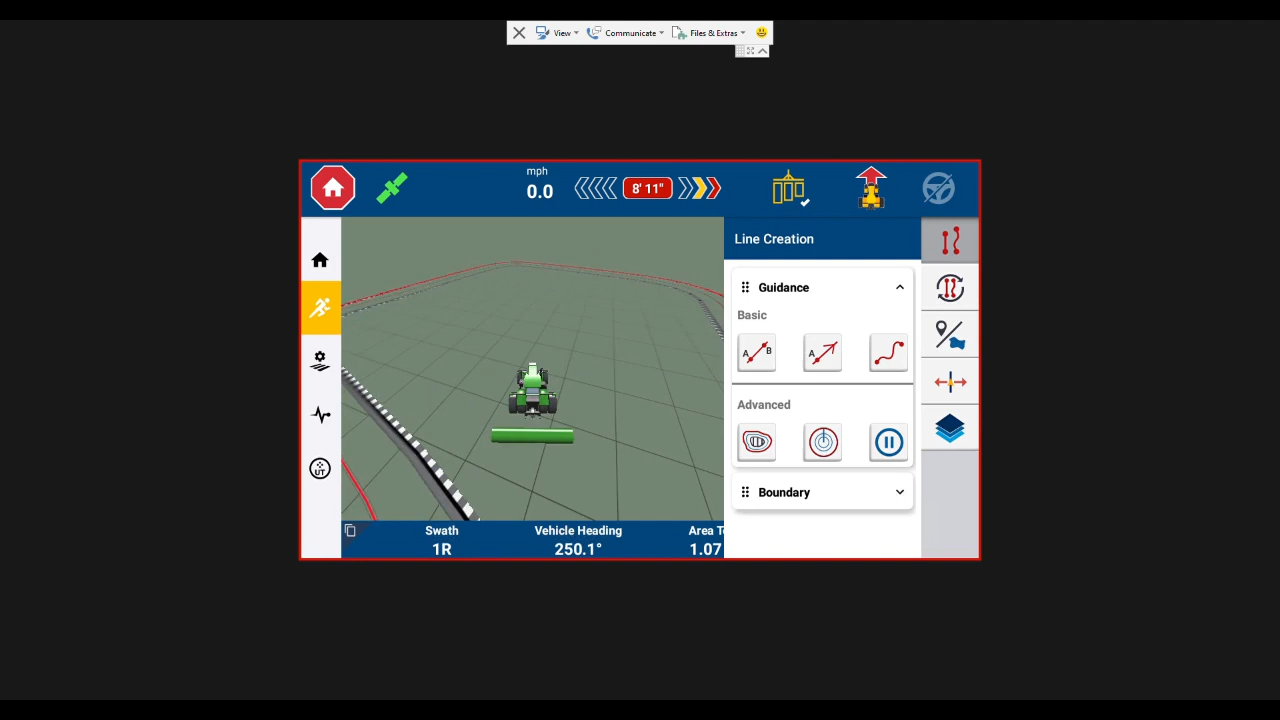 View Communicate Files & Extras
mph
0.0
8' 11"
Line Creation
Guidance
Basic
A B
A
Advanced
Boundary
UT
Swath Vehicle Heading Area T
1R 250.1° 1.07